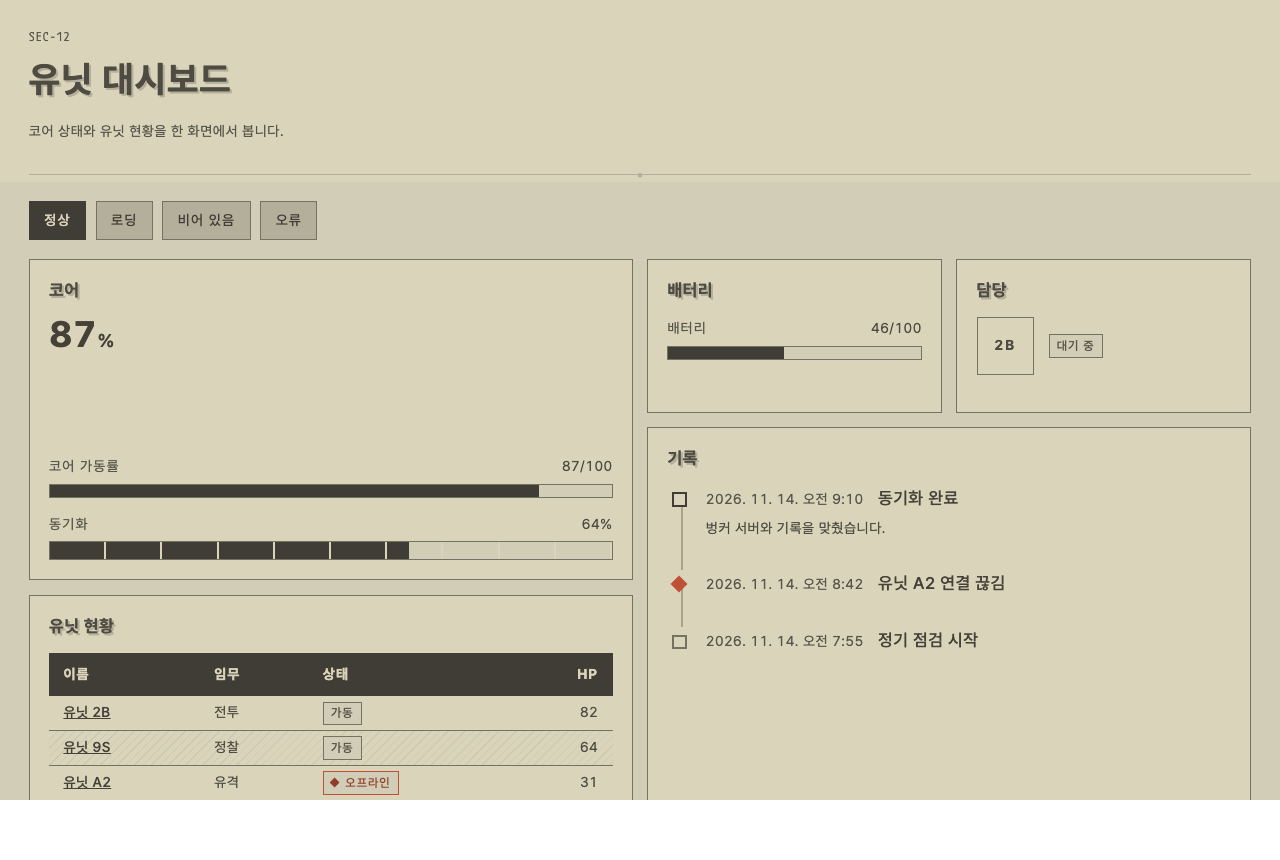 SEC-12
유닛 대시보드
코어 상태와 유닛 현황을 한 화면에서 봅니다.
정상
로딩
비어 있음
오류
코어
87%
코어 가동률 87/100
동기화 64%
배터리
배터리 46/100
담당
2B
대기 중
유닛 현황
이름 임무 상태 HP
유닛 2B 전투 가동 82
유닛 9S 정찰 가동 64
유닛 A2 유격 오프라인 31
기록
2026. 11. 14. 오전 9:10 동기화 완료
벙커 서버와 기록을 맞췄습니다.
2026. 11. 14. 오전 8:42 유닛 A2 연결 끊김
2026. 11. 14. 오전 7:55 정기 점검 시작